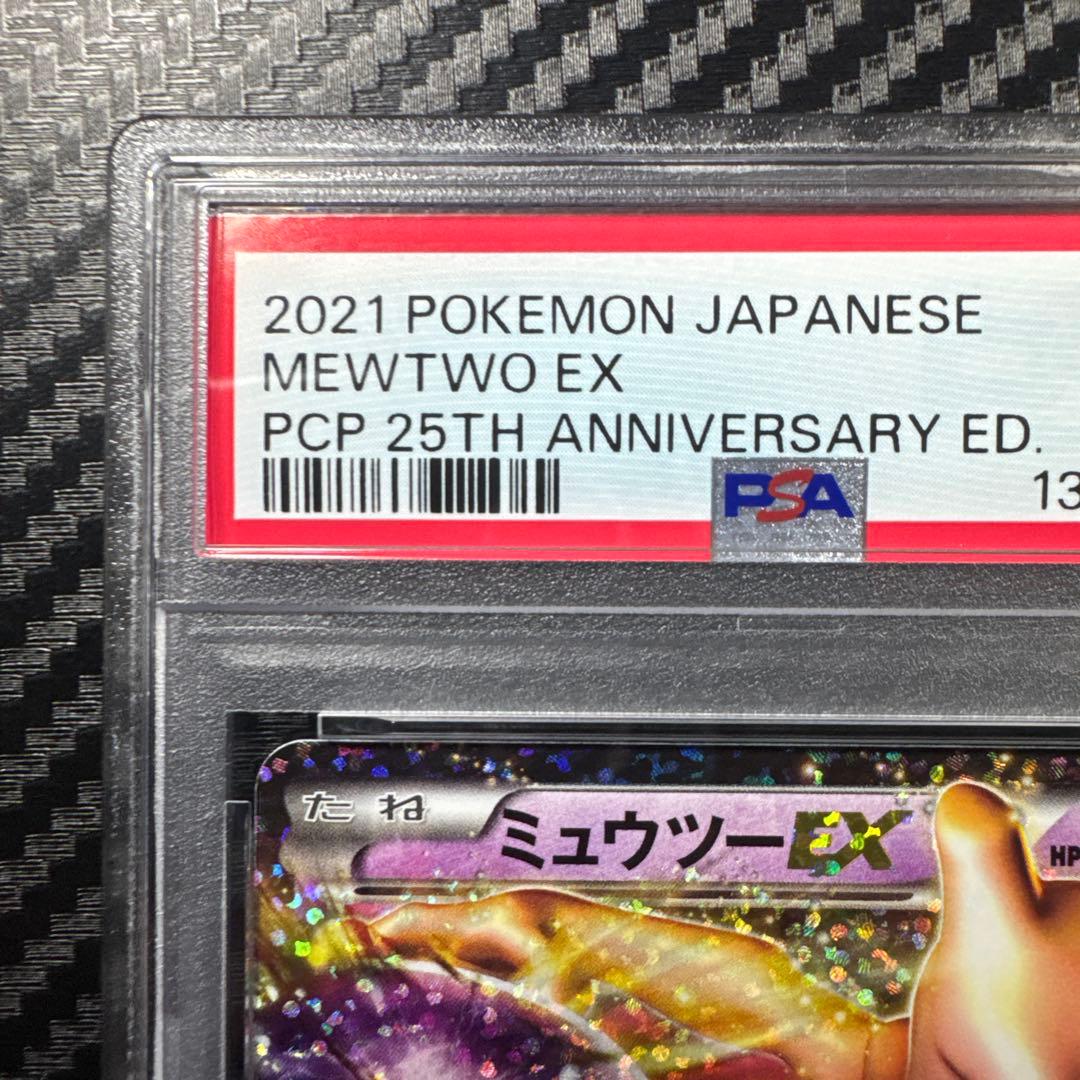 2021 POKEMON JAPANESE
MEWTWO EX
PCP 25TH ANNIVERSARY ED.
PSA
13
たね ミュウツーEX HP